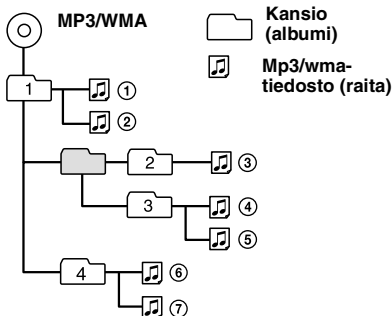 MP3/WMA
Kansio
(albumi)
Mp3/wma-
tiedosto (raita)
1
①
②
2
③
3
④
⑤
4
⑥
⑦